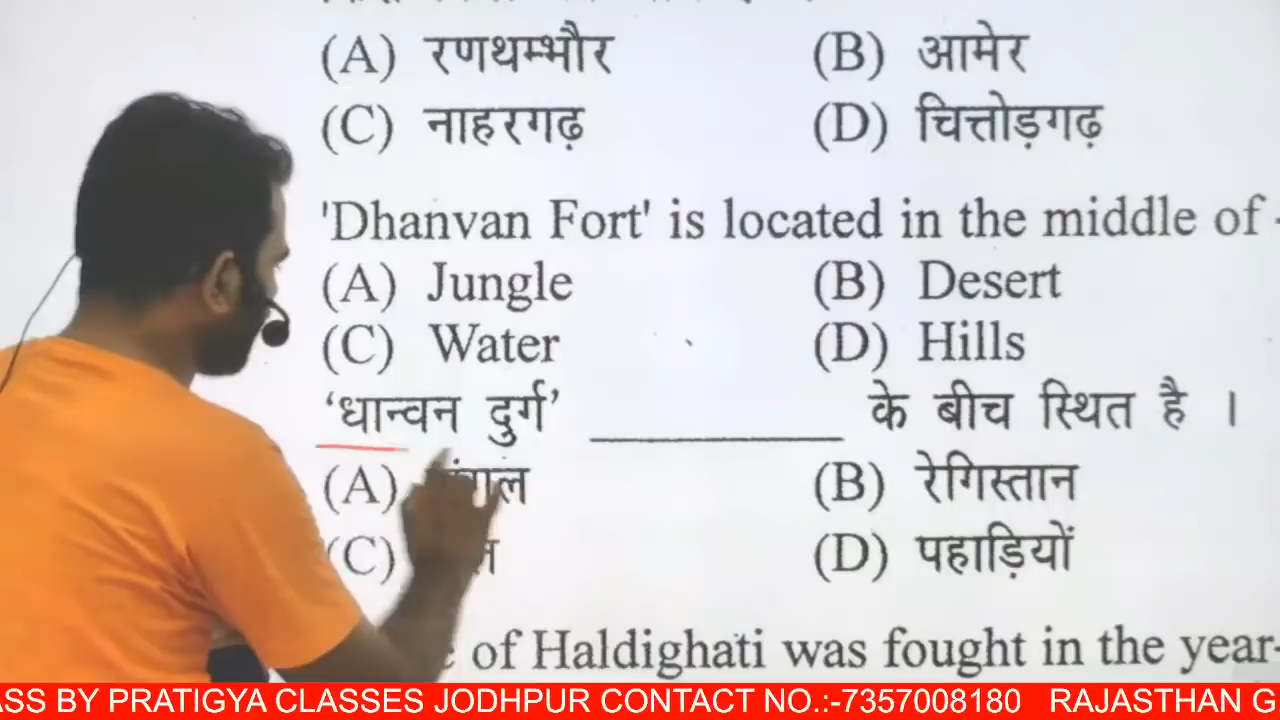 (A) रणथम्भौर (B) आमेर
(C) नाहरगढ़ (D) चित्तोड़गढ़
'Dhanvan Fort' is located in the middle of
(A) Jungle (B) Desert
(C) Water (D) Hills
‘धान्वन दुर्ग’ __________ के बीच स्थित है ।
(A) (B) रेगिस्तान
(C) (D) पहाड़ियों
of Haldighati was fought in the year-
ASS BY PRATIGYA CLASSES JODHPUR CONTACT NO.:-7357008180 RAJASTHAN G